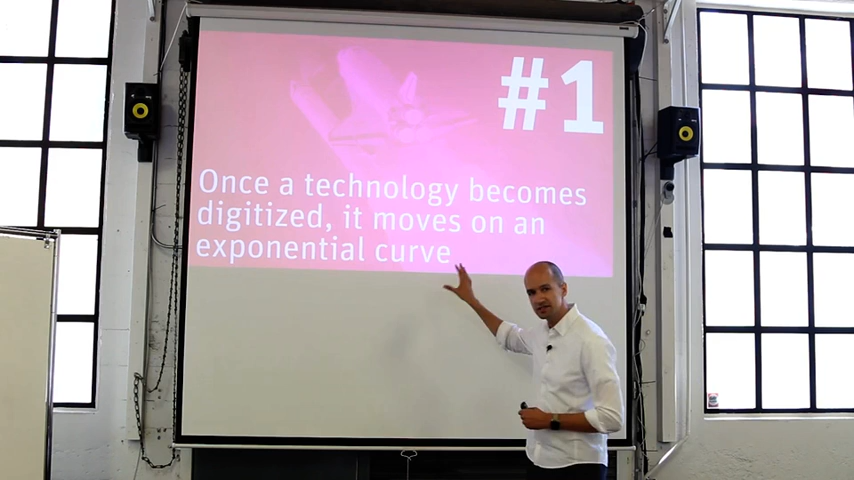 #1
Once a technology becomes
digitized, it moves on an
exponential curve